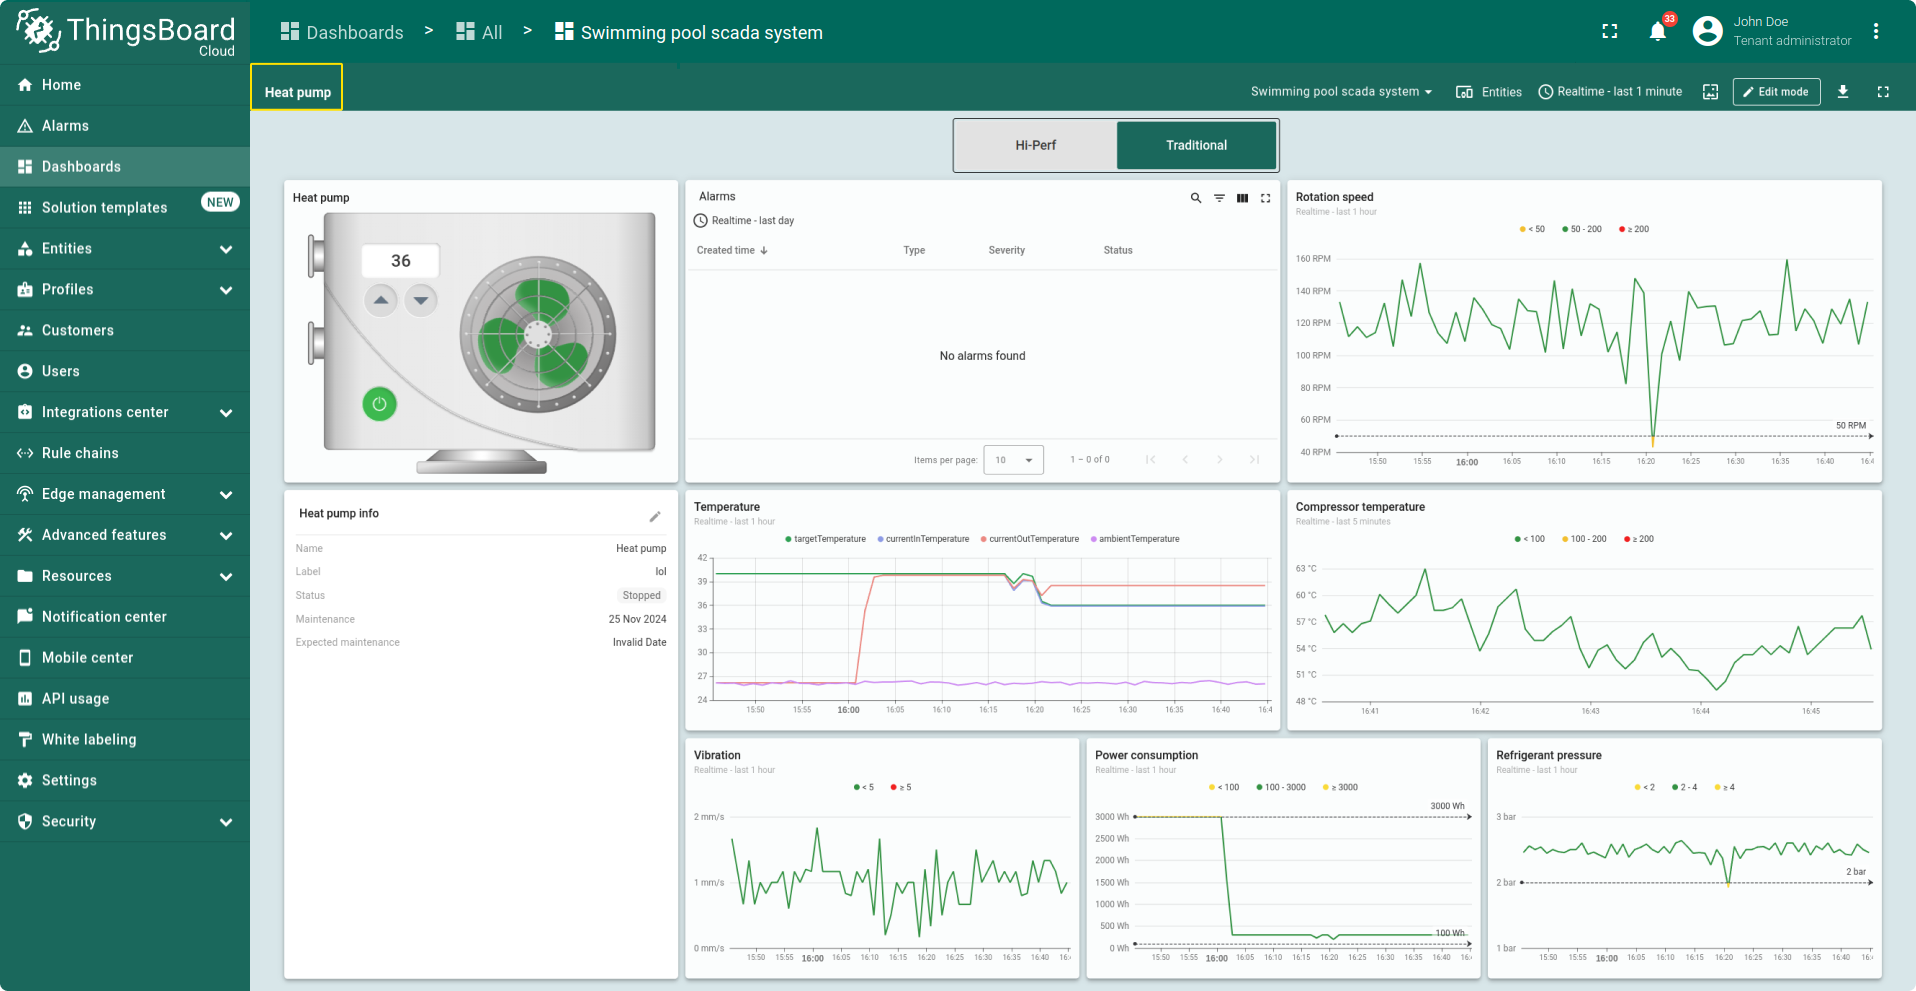 ThingsBoard
Cloud
Dashboards > All > Swimming pool scada system
33
John Doe
Tenant administrator
Home
Alarms
Dashboards
Solution templates NEW
Entities
Profiles
Customers
Users
Integrations center
Rule chains
Edge management
Advanced features
Resources
Notification center
Mobile center
API usage
White labeling
Settings
Security
Heat pump
Swimming pool scada system
Entities
Realtime - last 1 minute
Edit mode
Hi-Perf
Traditional
Heat pump
36
Alarms
Realtime - last day
Created time Type Severity Status
No alarms found
Items per page: 10 1 – 0 of 0
Rotation speed
Realtime - last 1 hour
< 50 50 - 200 ≥ 200
160 RPM
140 RPM
120 RPM
100 RPM
80 RPM
60 RPM
50 RPM
40 RPM
15:50 15:55 16:00 16:05 16:10 16:15 16:20 16:25 16:30 16:35 16:40 16:4
Heat pump info
Name Heat pump
Label lol
Status Stopped
Maintenance 25 Nov 2024
Expected maintenance Invalid Date
Temperature
Realtime - last 1 hour
targetTemperature currentInTemperature currentOutTemperature ambientTemperature
42
39
36
33
30
27
24
15:50 15:55 16:00 16:05 16:10 16:15 16:20 16:25 16:30 16:35 16:40 16:4
Compressor temperature
Realtime - last 5 minutes
< 100 100 - 200 ≥ 200
63 °C
60 °C
57 °C
54 °C
51 °C
48 °C
16:41 16:42 16:43 16:44 16:45
Vibration
Realtime - last 1 hour
< 5 ≥ 5
2 mm/s
1 mm/s
0 mm/s
15:50 15:55 16:00 16:05 16:10 16:15 16:20 16:25 16:30 16:35 16:40 16:
Power consumption
Realtime - last 1 hour
< 100 100 - 3000 ≥ 3000
3000 Wh
3000 Wh
2500 Wh
2000 Wh
1500 Wh
1000 Wh
500 Wh
100 Wh
0 Wh
15:50 15:55 16:00 16:05 16:10 16:15 16:20 16:25 16:30 16:35 16:40 16:
Refrigerant pressure
Realtime - last 1 hour
< 2 2 - 4 ≥ 4
3 bar
2 bar
2 bar
1 bar
15:50 15:55 16:00 16:05 16:10 16:15 16:20 16:25 16:30 16:35 16:40 16: